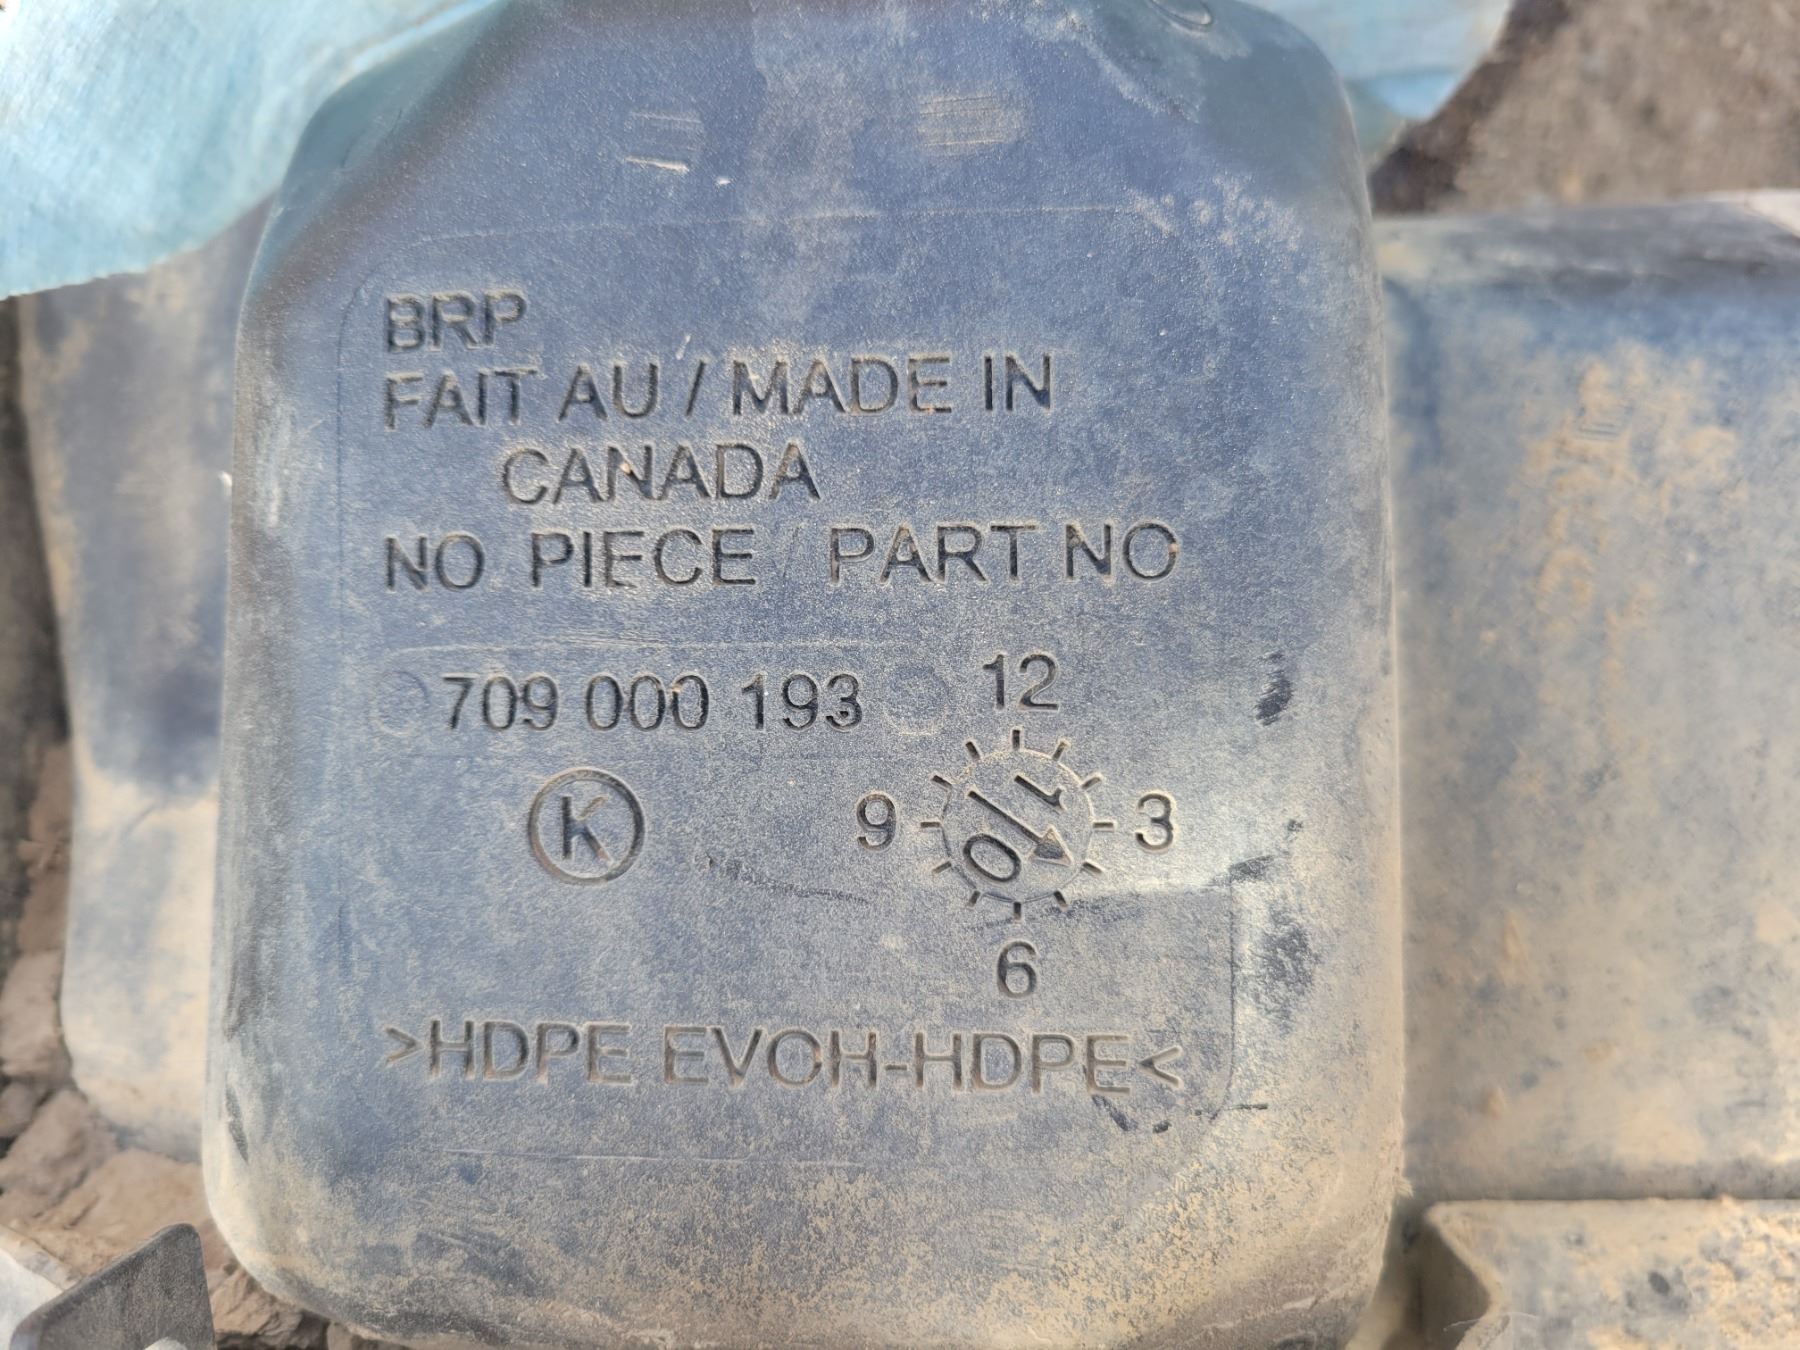 BRP
FAIT AU / MADE IN
CANADA
NO PIECE / PART NO
709 000 193
12
K
9
10
3
6
>HDPE EVOH-HDPE<